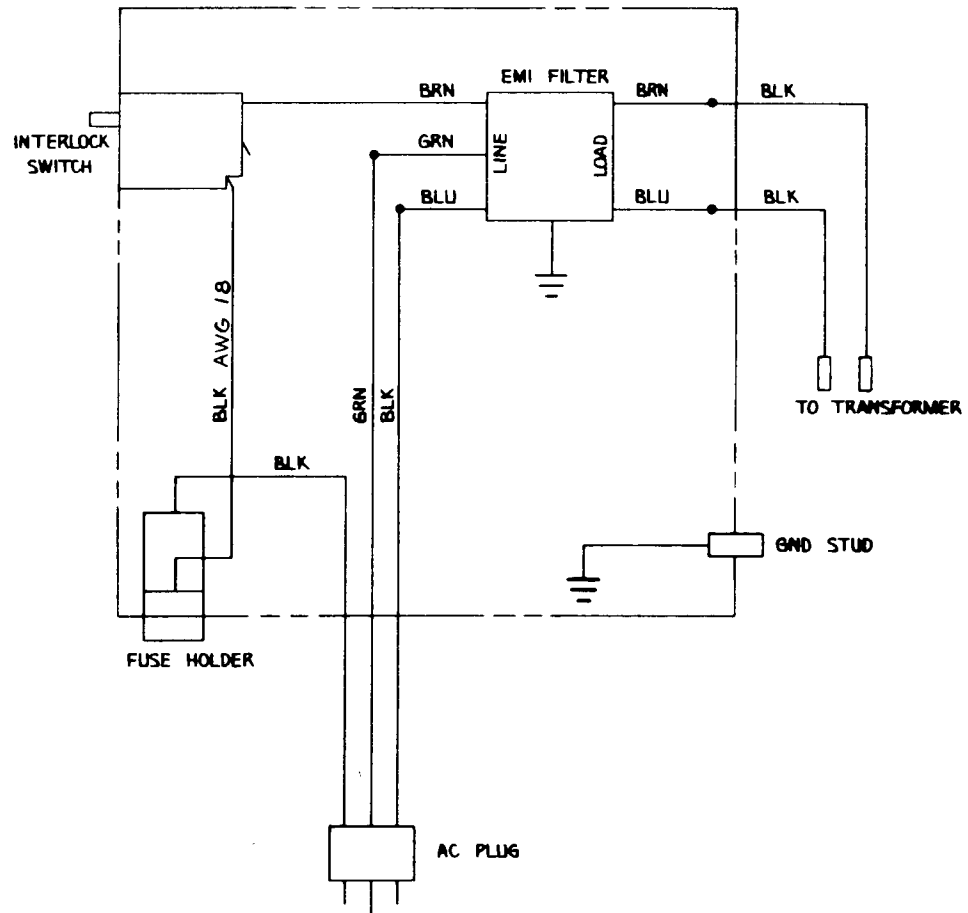 EMI FILTER
BRN
BRN
BLK
INTERLOCK
SWITCH
GRN
LINE
LOAD
BLU
BLU
BLK
BLK AWG 18
GRN
BLK
TO TRANSFORMER
BLK
GND STUD
FUSE HOLDER
AC PLUG